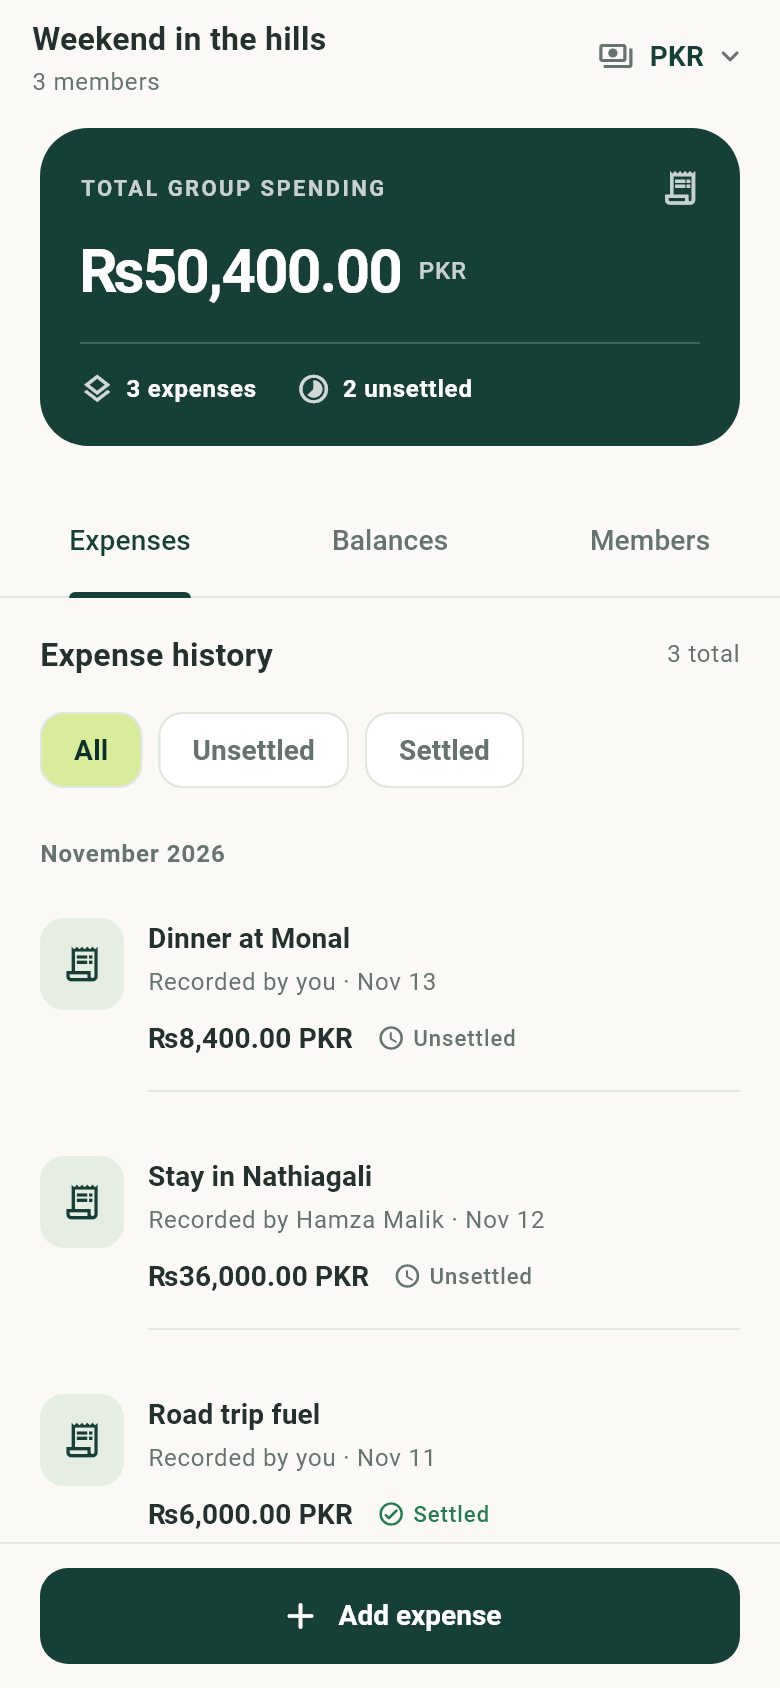 Weekend in the hills
3 members
PKR
TOTAL GROUP SPENDING
₨50,400.00 PKR
3 expenses
2 unsettled
Expenses
Balances
Members
Expense history
3 total
All
Unsettled
Settled
November 2026
Dinner at Monal
Recorded by you · Nov 13
₨8,400.00 PKR
Unsettled
Stay in Nathiagali
Recorded by Hamza Malik · Nov 12
₨36,000.00 PKR
Unsettled
Road trip fuel
Recorded by you · Nov 11
₨6,000.00 PKR
Settled
Add expense